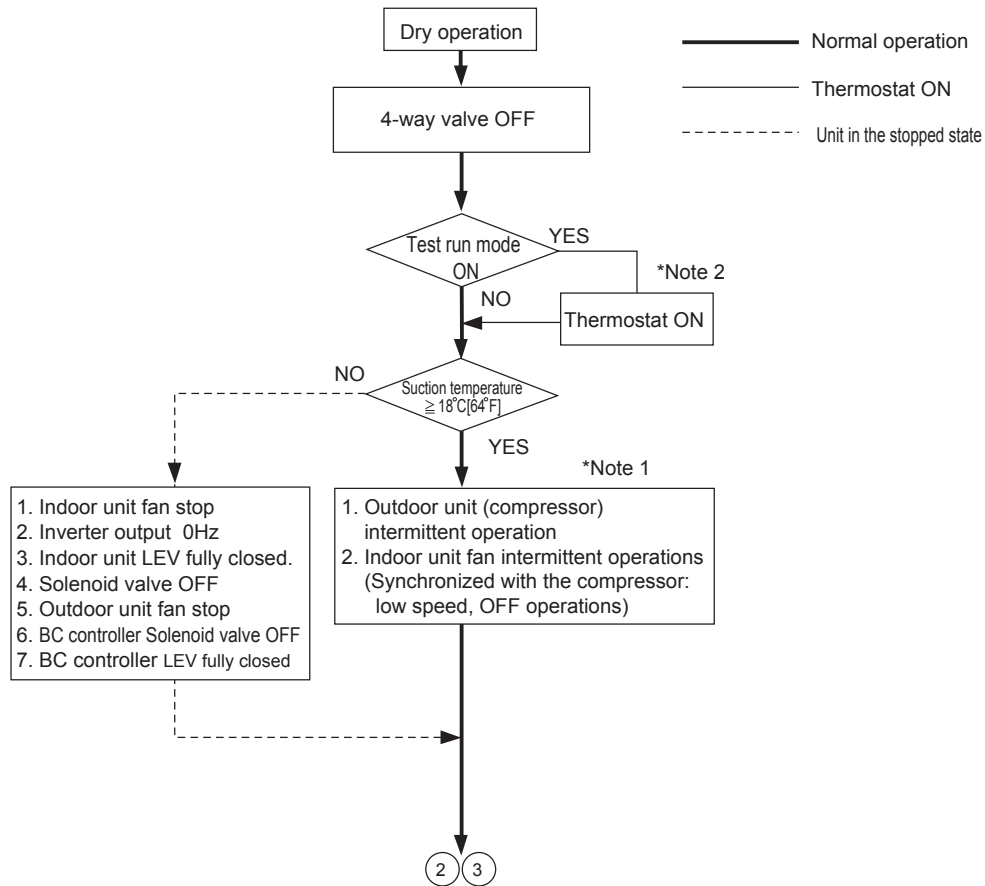 Dry operation
Normal operation
Thermostat ON
Unit in the stopped state
4-way valve OFF
Test run mode
ON
YES
*Note 2
NO
Thermostat ON
NO
Suction temperature
≧ 18°C[64°F]
YES
*Note 1
1. Indoor unit fan stop
2. Inverter output 0Hz
3. Indoor unit LEV fully closed.
4. Solenoid valve OFF
5. Outdoor unit fan stop
6. BC controller Solenoid valve OFF
7. BC controller LEV fully closed
1. Outdoor unit (compressor)
intermittent operation
2. Indoor unit fan intermittent operations
(Synchronized with the compressor:
low speed, OFF operations)
2 3